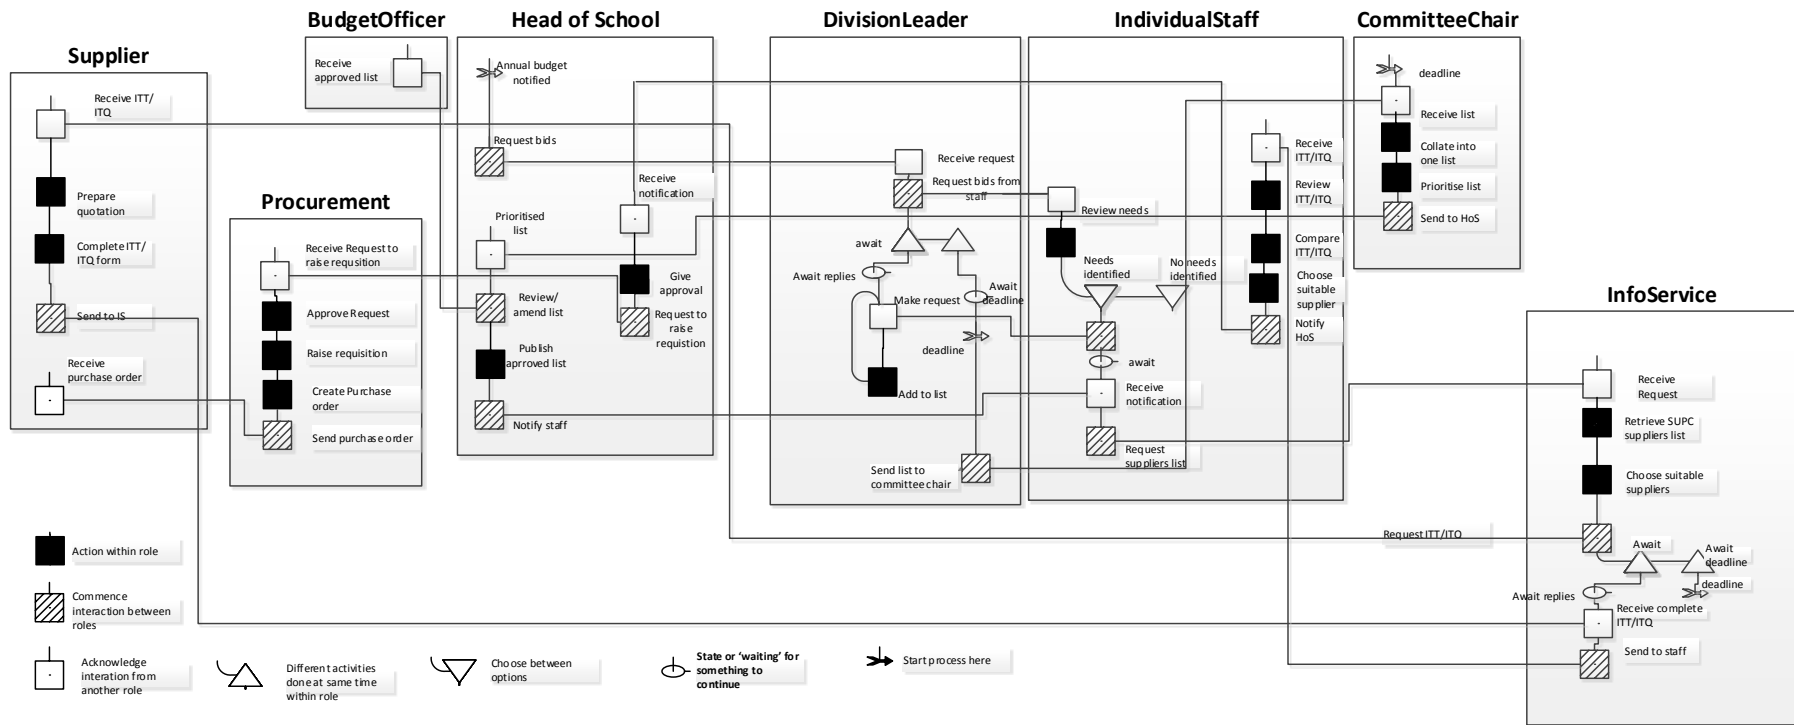 BudgetOfficer
Head of School
DivisionLeader
IndividualStaff
CommitteeChair
Supplier
Receive
approved list
Annual budget
notified
deadline
Receive ITT/
ITQ
Receive list
Request bids
Receive
ITT/ITQ
Collate into
one list
Receive request
Receive
notification
Request bids from
staff
Review
ITT/ITQ
Prioritise list
Prepare
quotation
Procurement
Prioritised
list
Review needs
Send to HoS
Complete ITT/
ITQ form
Receive Request to
raise requsition
await
Compare
ITT/ITQ
Give
approval
Await replies
Needs
identified
No needs
identified
Choose
suitable
supplier
Await
deadline
InfoService
Send to IS
Approve Request
Review/
amend list
Make request
Request to
raise
requistion
Notify
HoS
Raise requisition
Publish
aproved list
deadline
await
Receive
purchase order
Create Purchase
order
Add to list
Receive
notification
Receive
Request
Send purchase order
Notify staff
Retrieve SUPC
suppliers list
Request
suppliers list
Send list to
committee chair
Choose suitable
suppliers
Request ITT/ITQ
Await
Await
deadline
deadline
Await replies
Receive complete
ITT/ITQ
Send to staff
Action within role
Commence
interaction between
roles
Acknowledge
interation from
another role
Different activities
done at same time
within role
Choose between
options
State or 'waiting' for
something to
continue
Start process here